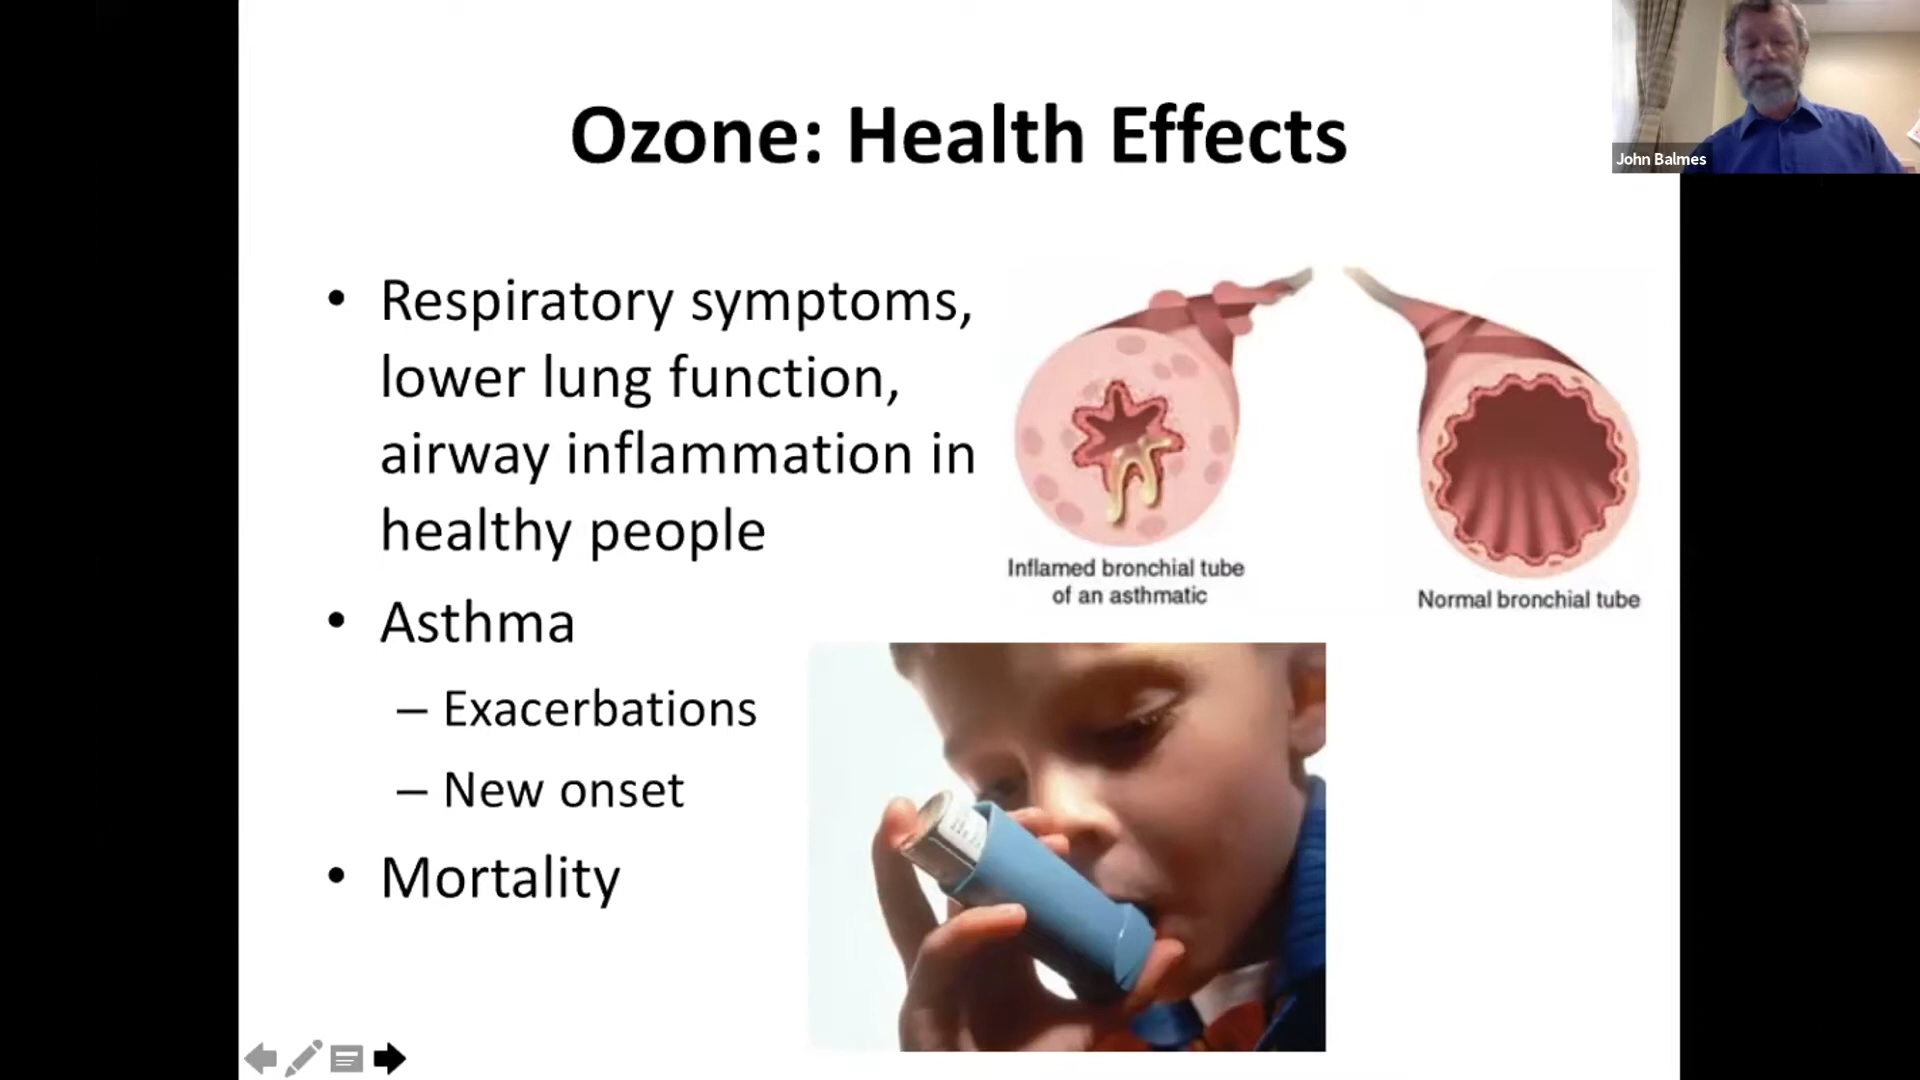 Ozone: Health Effects
John Balmes
• Respiratory symptoms,
lower lung function,
airway inflammation in
healthy people
• Asthma
– Exacerbations
– New onset
• Mortality
Inflamed bronchial tube
of an asthmatic
Normal bronchial tube